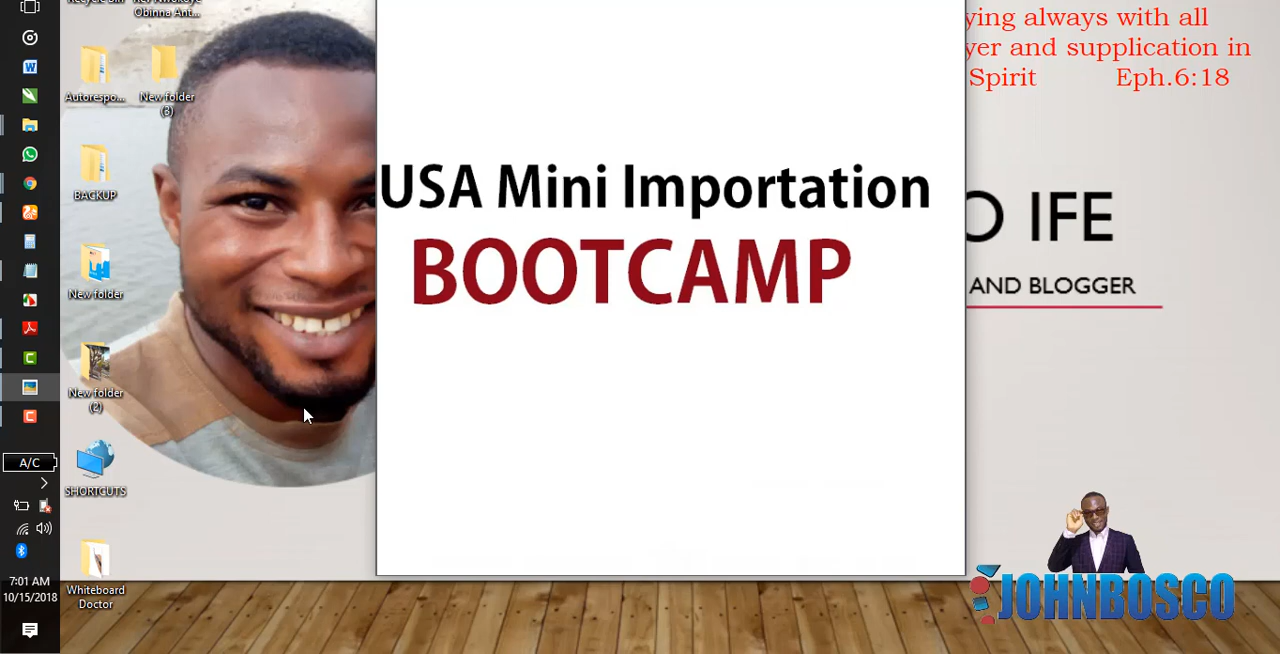 Obinna Ant...
Autorespo...
New folder
(3)
BACKUP
New folder
New folder
(2)
SHORTCUTS
Whiteboard
Doctor
A/C
7:01 AM
10/15/2018
USA Mini Importation
BOOTCAMP
ying always with all
yer and supplication in
Spirit Eph.6:18
O IFE
AND BLOGGER
JOHNBOSCO